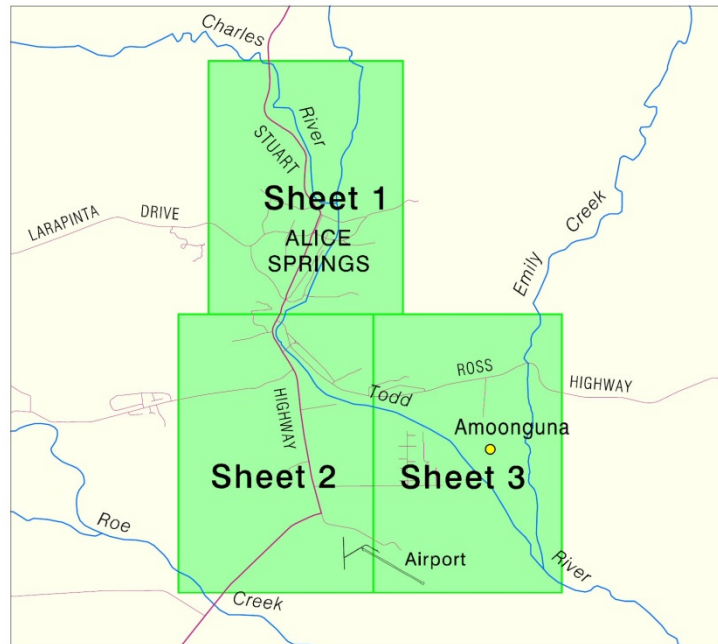 Charles
River
STUART
Sheet 1
LARAPINTA
DRIVE
ALICE
SPRINGS
Creek
Emily
ROSS
HIGHWAY
Todd
HIGHWAY
Amoonguna
Sheet 2
Sheet 3
Roe
Airport
River
Creek